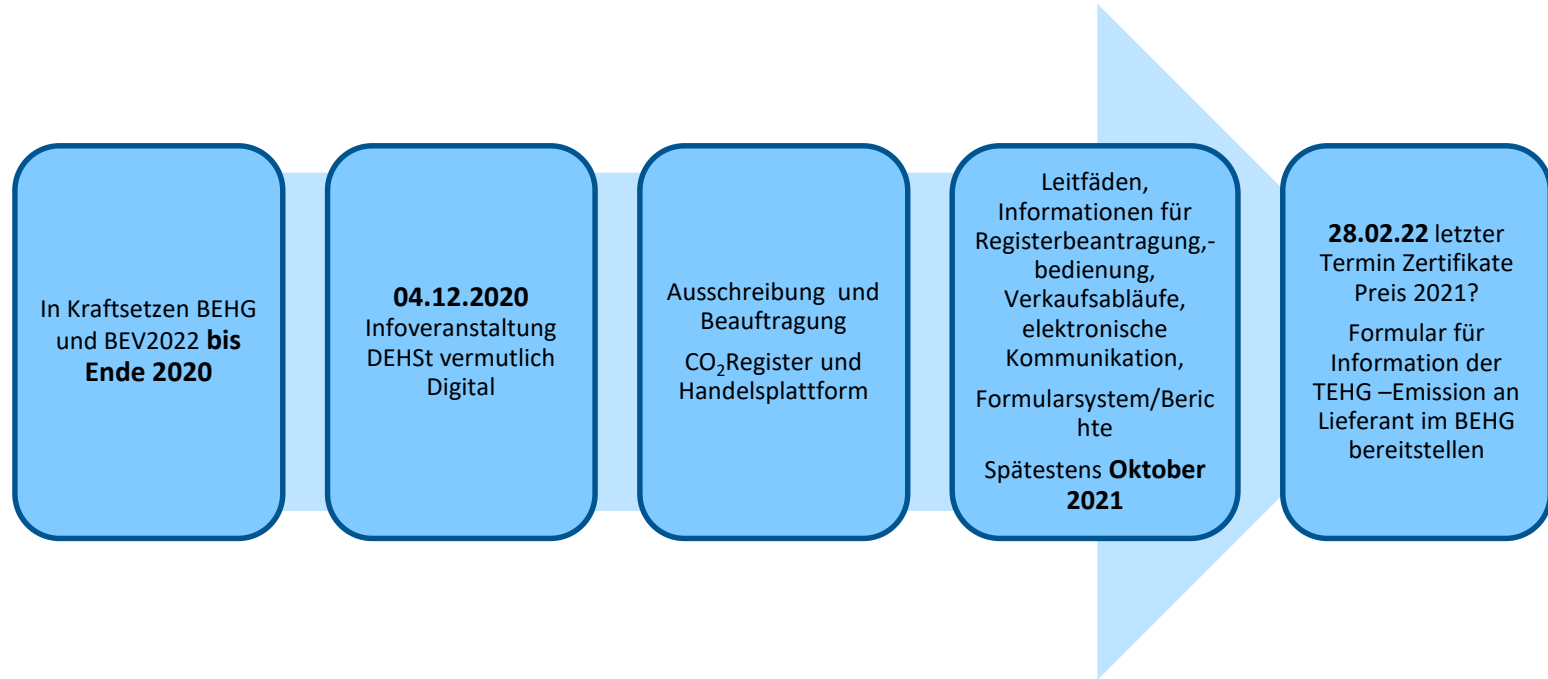 In Kraftsetzen BEHG
und BEV2022 bis
Ende 2020
04.12.2020
Infoveranstaltung
DEHSt vermutlich
Digital
Ausschreibung und
Beauftragung
CO₂Register und
Handelsplattform
Leitfäden,
Informationen für
Registerbeantragung,-
bedienung,
Verkaufsabläufe,
elektronische
Kommunikation,
Formularsystem/Beric
hte
Spätestens Oktober
2021
28.02.22 letzter
Termin Zertifikate
Preis 2021?
Formular für
Information der
TEHG –Emission an
Lieferant im BEHG
bereitstellen